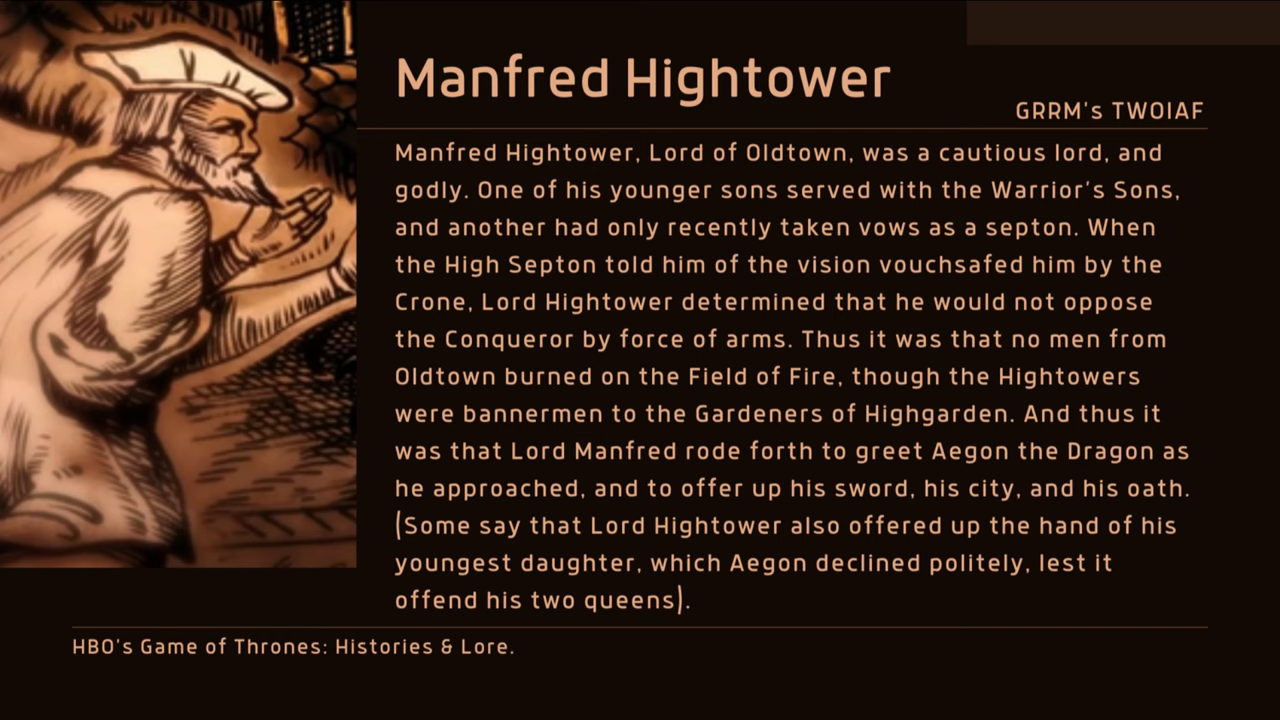 Manfred Hightower
GRRM's TWOIAF
Manfred Hightower, Lord of Oldtown, was a cautious lord, and
godly. One of his younger sons served with the Warrior's Sons,
and another had only recently taken vows as a septon. When
the High Septon told him of the vision vouchsafed him by the
Crone, Lord Hightower determined that he would not oppose
the Conqueror by force of arms. Thus it was that no men from
Oldtown burned on the Field of Fire, though the Hightowers
were bannermen to the Gardeners of Highgarden. And thus it
was that Lord Manfred rode forth to greet Aegon the Dragon as
he approached, and to offer up his sword, his city, and his oath.
(Some say that Lord Hightower also offered up the hand of his
youngest daughter, which Aegon declined politely, lest it
offend his two queens).
HBO's Game of Thrones: Histories & Lore.